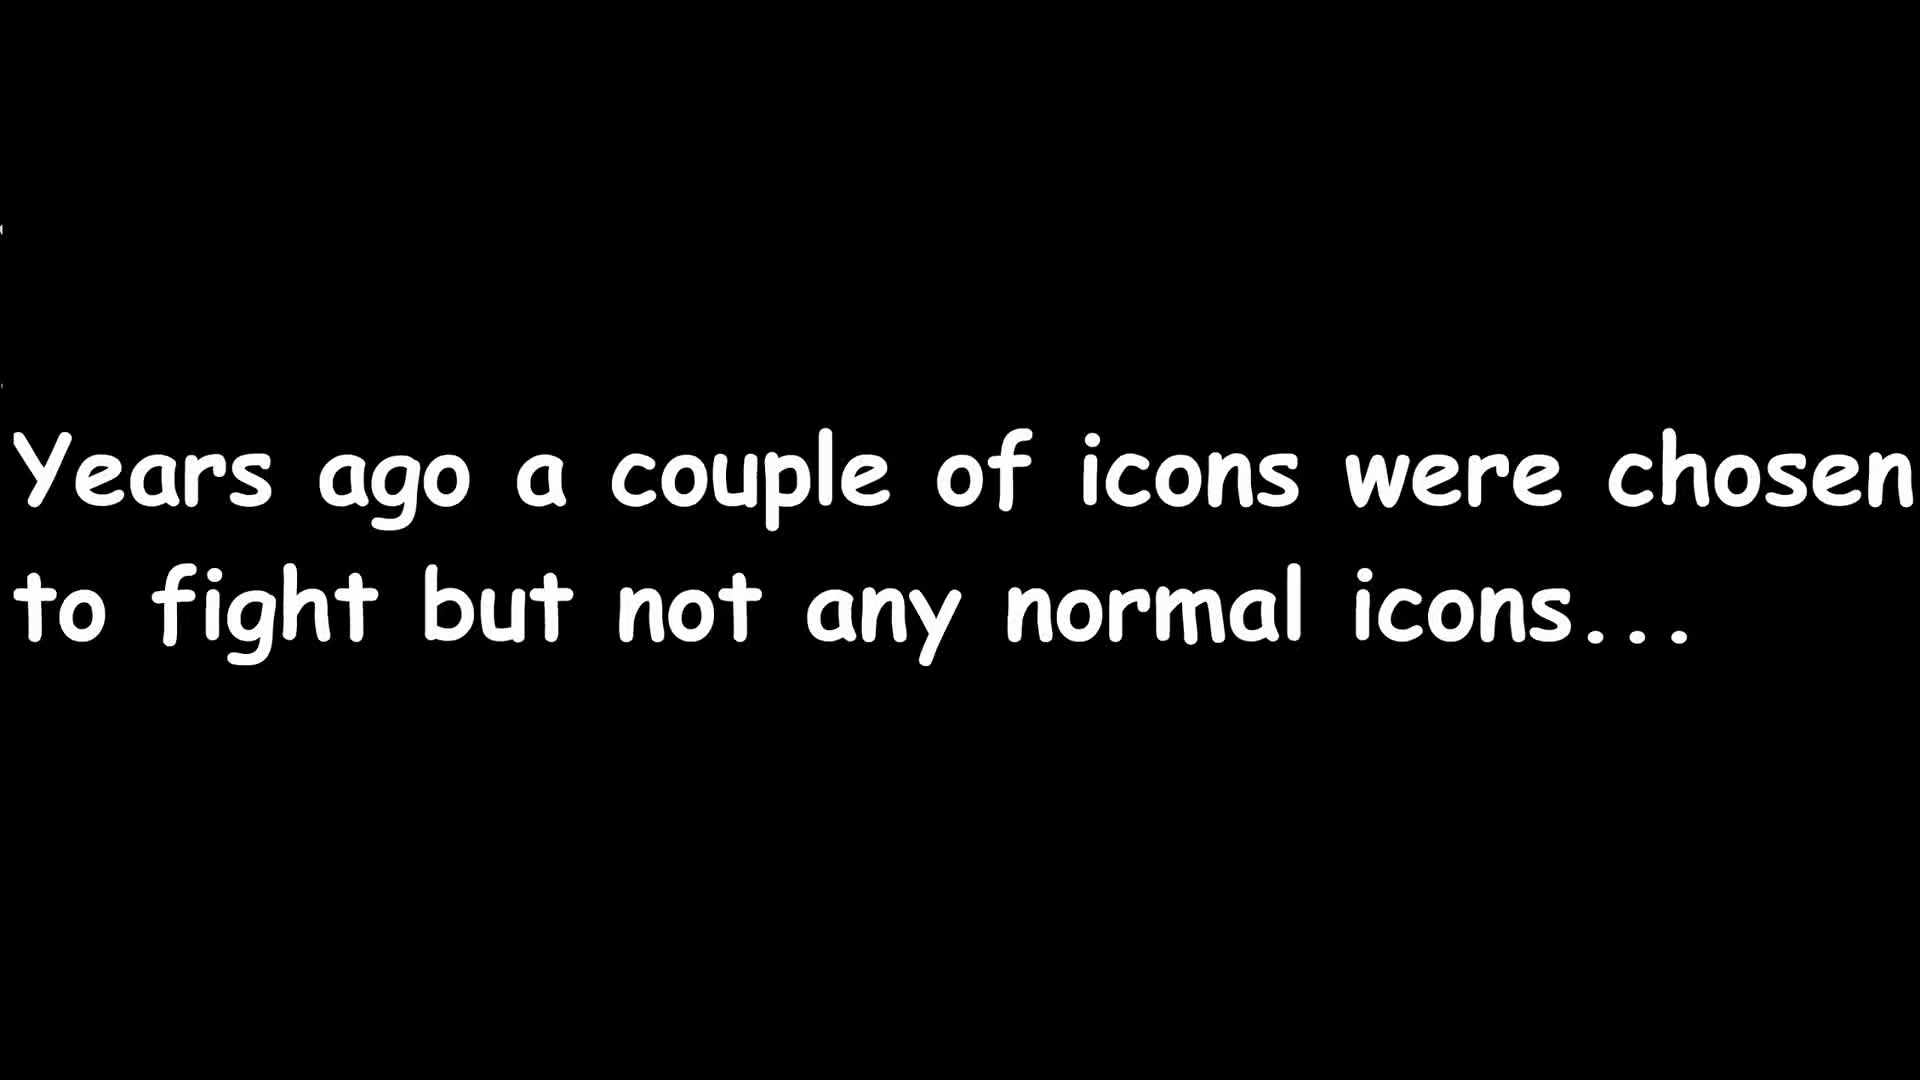 Years ago a couple of icons were chosen
to fight but not any normal icons...